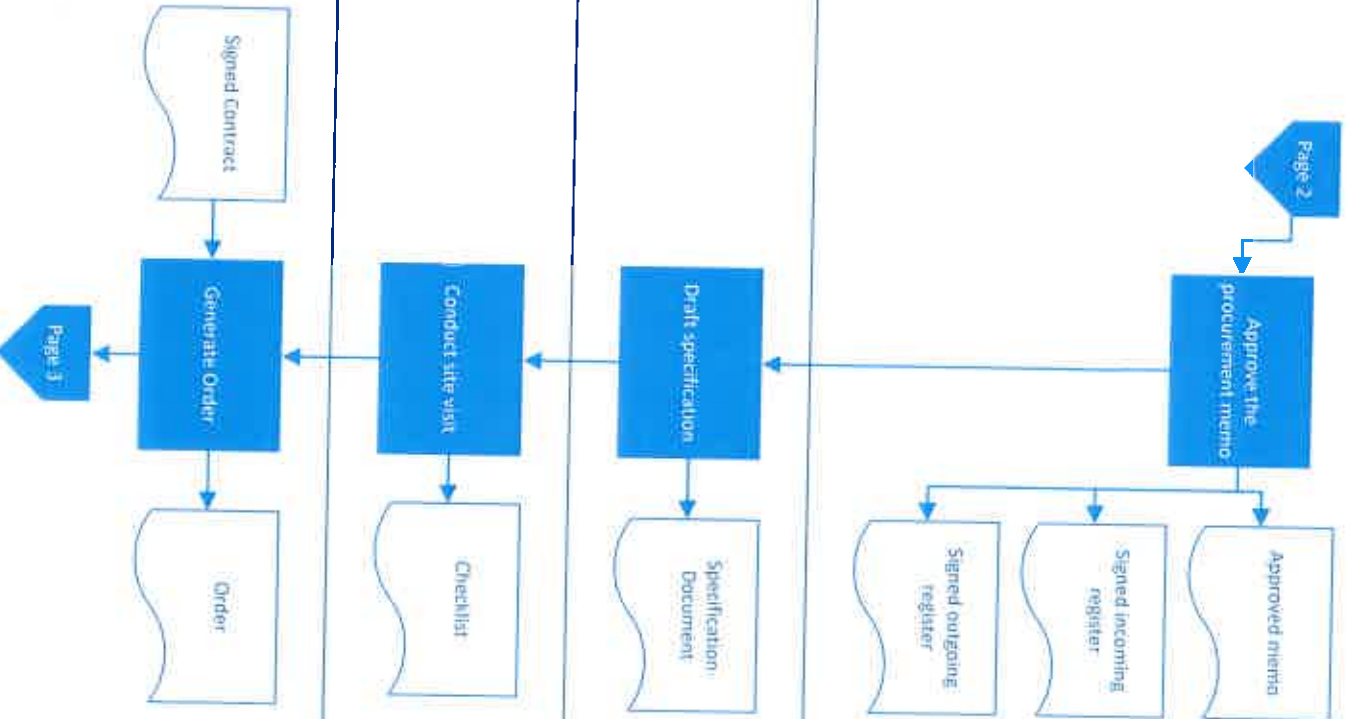 Page 2
Approve the
procurement memo
Approved memo
Signed incoming
register
Signed outgoing
register
Draft specification
Specification
Document
Conduct site visit
Checklist
Signed Contract
Generate Order
Order
Page 3